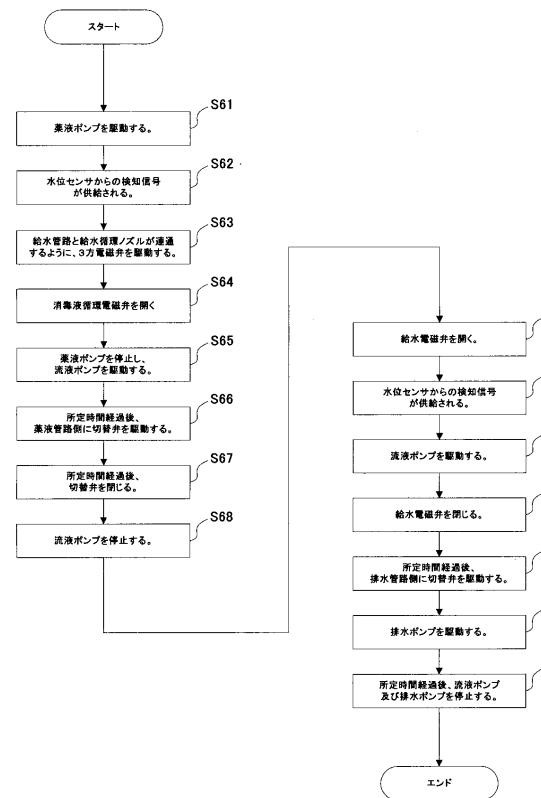 スタート
S61
薬液ポンプを駆動する。
S62
水位センサからの検知信号
が供給される。
S63
給水管路と給水循環ノズルが連通
するように、3方電磁弁を駆動する。
S64
消毒液循環電磁弁を開く
S65
薬液ポンプを停止し、
流液ポンプを駆動する。
S66
所定時間経過後、
薬液管路側に切替弁を駆動する。
S67
所定時間経過後、
切替弁を閉じる。
S68
流液ポンプを停止する。
給水電磁弁を開く。
水位センサからの検知信号
が供給される。
流液ポンプを駆動する。
給水電磁弁を閉じる。
所定時間経過後、
排水管路側に切替弁を駆動する。
排水ポンプを駆動する。
所定時間経過後、流液ポンプ
及び排水ポンプを停止する。
エンド